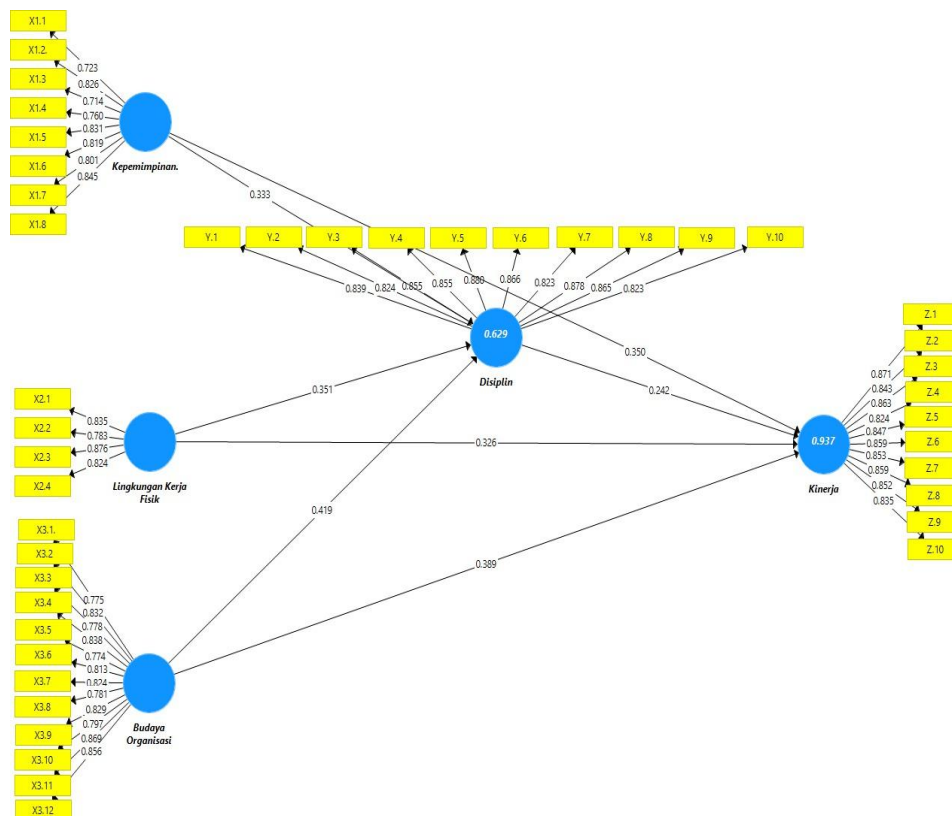 X1.1
X1.2.
X1.3
X1.4
X1.5
X1.6
X1.7
X1.8
0.723
0.826
0.714
0.760
0.831
0.819
0.801
0.845
Kepemimpinan.
0.333
Y.1
Y.2
Y.3
Y.4
Y.5
Y.6
Y.7
Y.8
Y.9
Y.10
0.839
0.824
0.855
0.855
0.880
0.866
0.823
0.878
0.865
0.823
0.629
Disiplin
0.350
0.242
0.351
0.326
0.419
0.389
X2.1
X2.2
X2.3
X2.4
0.835
0.783
0.876
0.824
Lingkungan Kerja
Fisik
X3.1.
X3.2
X3.3
X3.4
X3.5
X3.6
X3.7
X3.8
X3.9
X3.10
X3.11
X3.12
0.775
0.832
0.778
0.838
0.774
0.813
0.824
0.781
0.829
0.797
0.869
0.856
Budaya
Organisasi
Z.1
Z.2
Z.3
Z.4
Z.5
Z.6
Z.7
Z.8
Z.9
Z.10
0.871
0.843
0.863
0.824
0.847
0.859
0.853
0.859
0.852
0.835
0.937
Kinerja